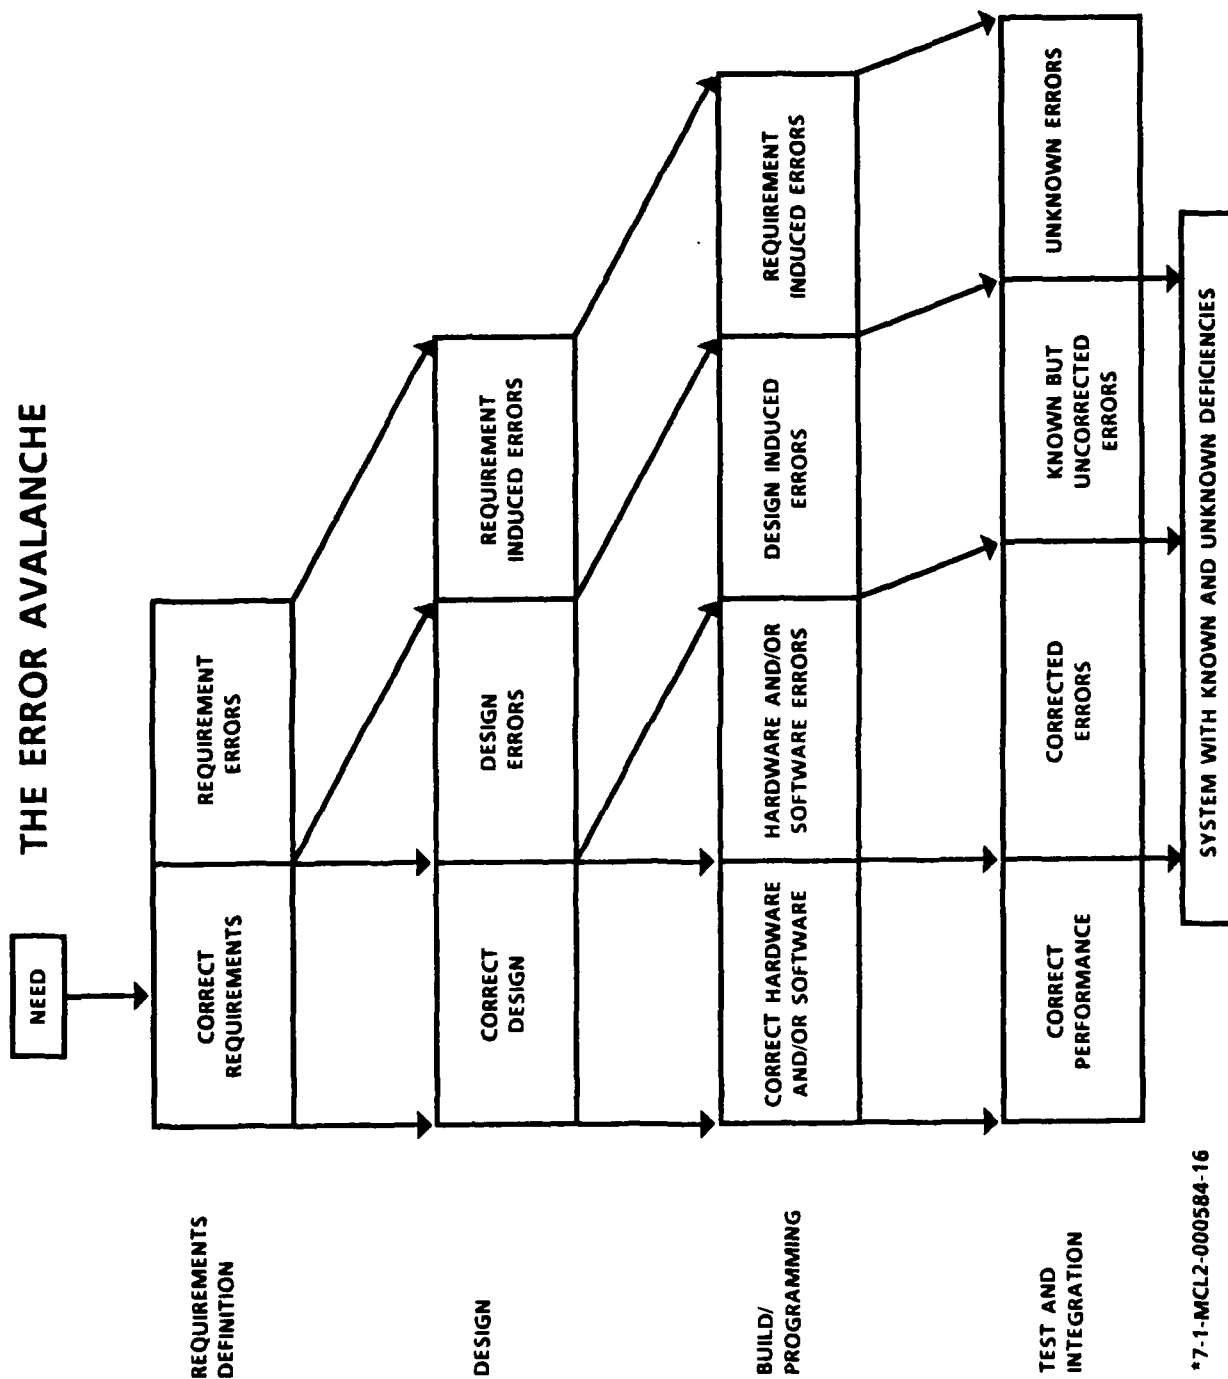 THE ERROR AVALANCHE
NEED
REQUIREMENTS
DEFINITION
CORRECT
REQUIREMENTS
REQUIREMENT
ERRORS
DESIGN
CORRECT
DESIGN
DESIGN
ERRORS
REQUIREMENT
INDUCED ERRORS
BUILD/
PROGRAMMING
CORRECT HARDWARE
AND/OR SOFTWARE
HARDWARE AND/OR
SOFTWARE ERRORS
DESIGN INDUCED
ERRORS
REQUIREMENT
INDUCED ERRORS
TEST AND
INTEGRATION
CORRECT
PERFORMANCE
CORRECTED
ERRORS
KNOWN BUT
UNCORRECTED
ERRORS
UNKNOWN ERRORS
SYSTEM WITH KNOWN AND UNKNOWN DEFICIENCIES
*7-1-MCL2-000584-16